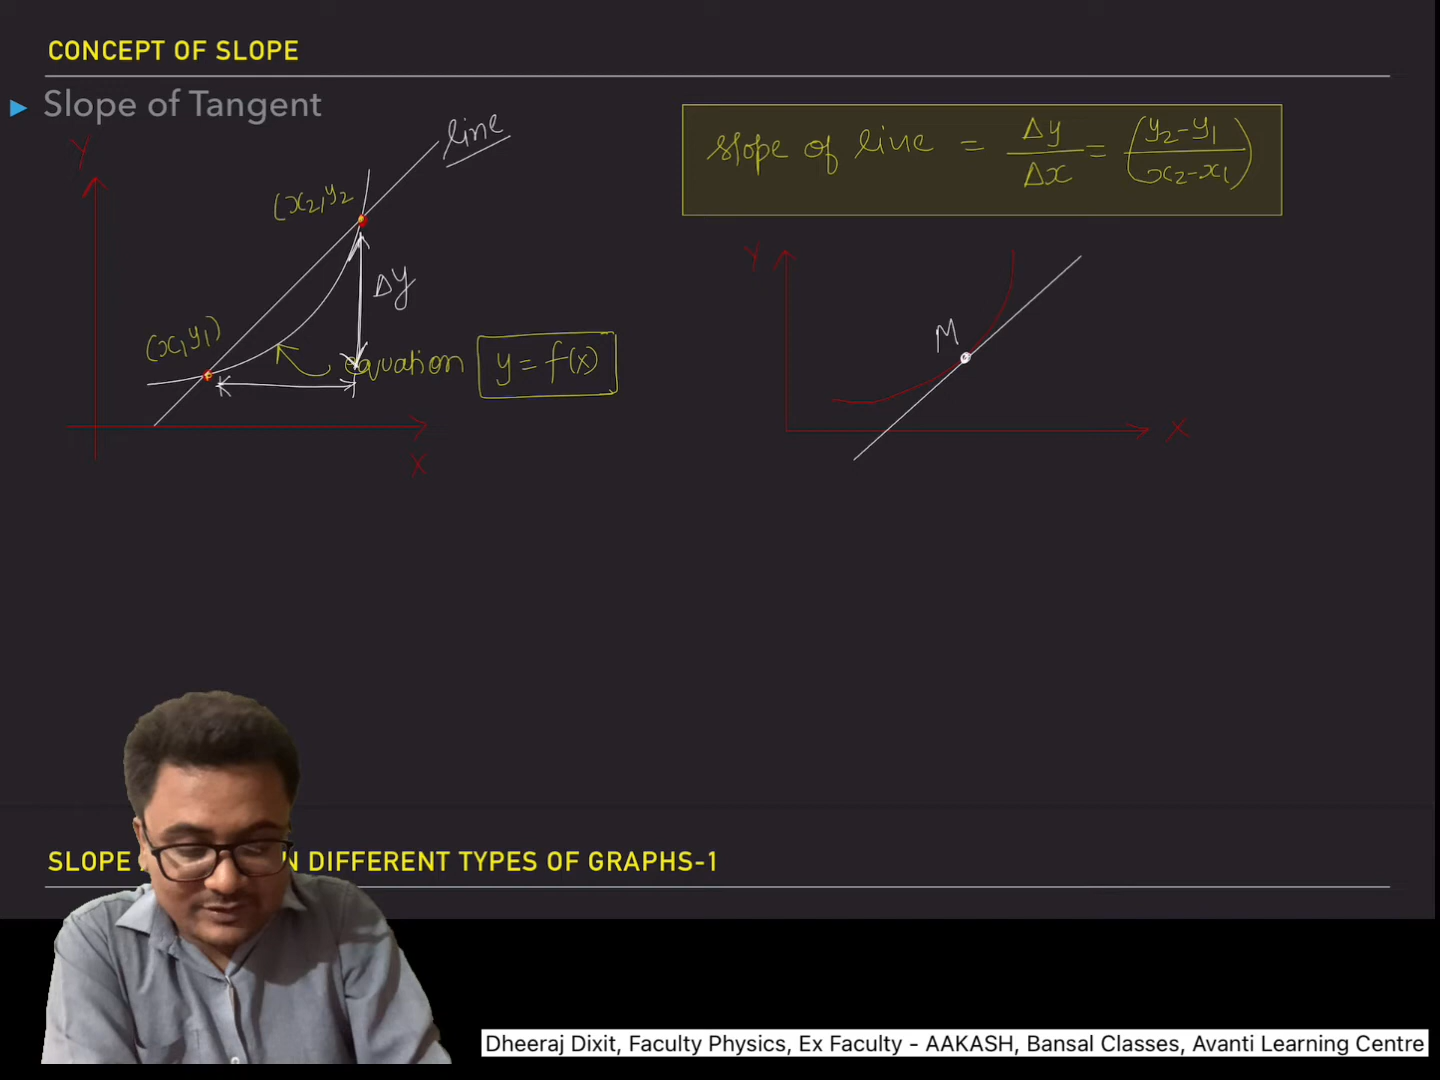 CONCEPT OF SLOPE
Slope of Tangent
Y
line
(x₂,y₂
Δy
(x₁,y₁)
equation y = f(x)
X
slope of line = Δy/Δx = (y₂-y₁/x₂-x₁)
Y
M
X
SLOPE N DIFFERENT TYPES OF GRAPHS-1
Dheeraj Dixit, Faculty Physics, Ex Faculty - AAKASH, Bansal Classes, Avanti Learning Centre